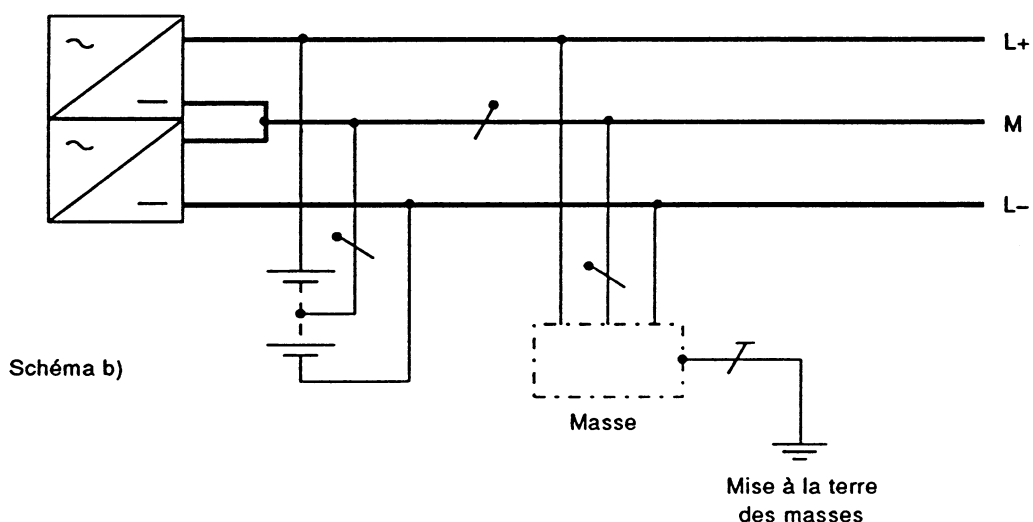 L+
M
L–
Schéma b)
Masse
Mise à la terre
des masses